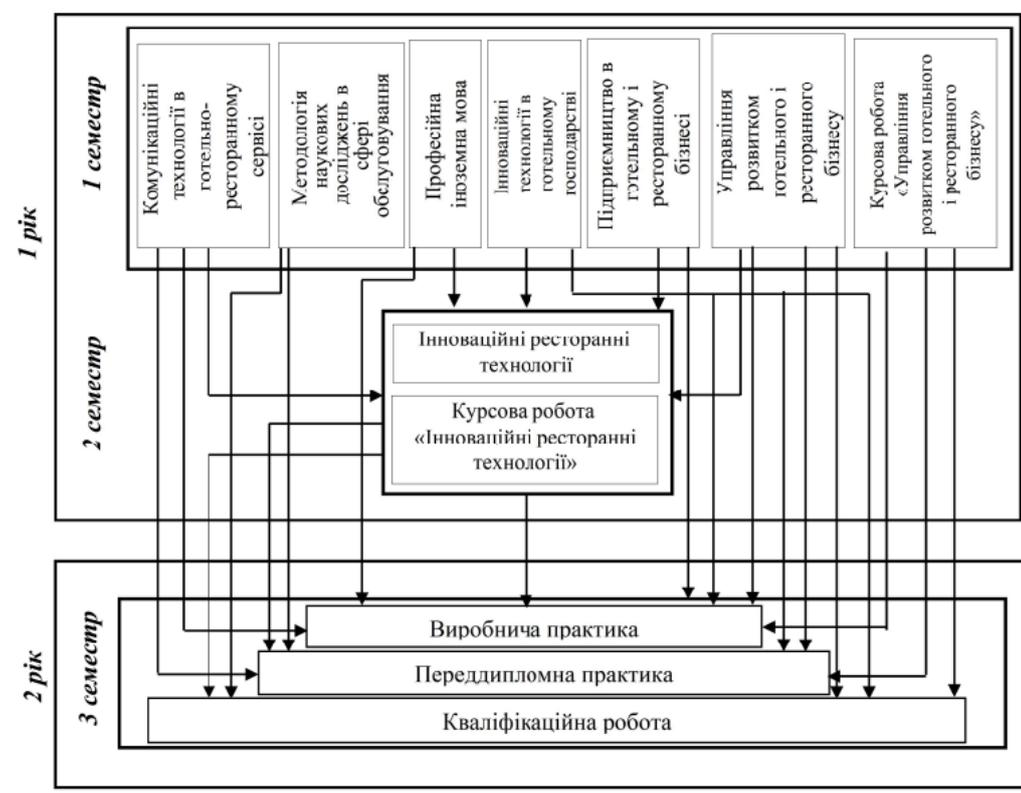 1 рік
1 семестр
Комунікаційні
технології в
готельно-
ресторанному
сервісі
Методологія
наукових
досліджень в
сфері
обслуговування
Професійна
іноземна мова
Інноваційні
технології в
готельному
господарстві
Підприємництво в
готельному і
ресторанному
бізнесі
Управління
розвитком
готельного і
ресторанного
бізнесу
Курсова робота
«Управління
розвитком готельного
і ресторанного
бізнесу»
2 семестр
Інноваційні ресторанні
технології
Курсова робота
«Інноваційні ресторанні
технології»
2 рік
3 семестр
Виробнича практика
Переддипломна практика
Кваліфікаційна робота